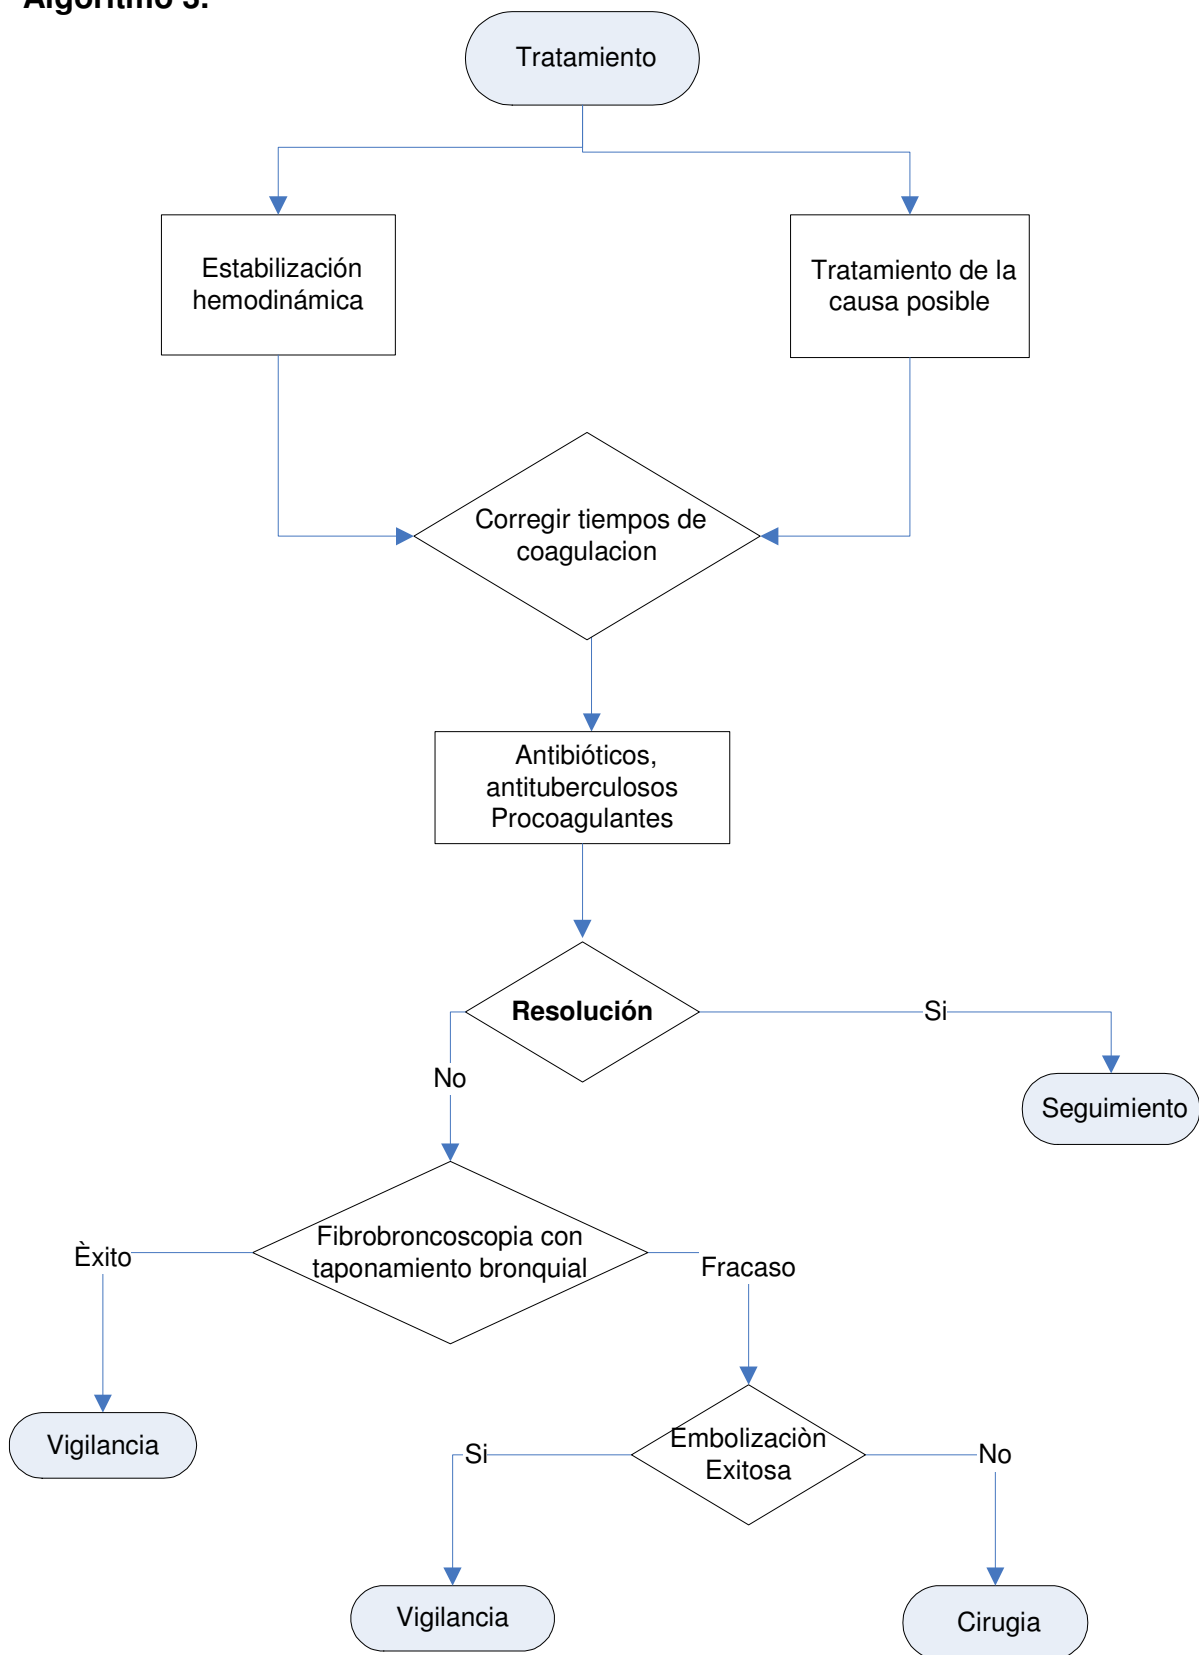 Algoritmo 3.
Tratamiento
Estabilización
hemodinámica
Tratamiento de la
causa posible
Corregir tiempos de
coagulacion
Antibióticos,
antituberculosos
Procoagulantes
Resolución
Si
No
Seguimiento
Fibrobroncoscopia con
taponamiento bronquial
Èxito
Fracaso
Vigilancia
Embolizaciòn
Exitosa
Si
No
Vigilancia
Cirugia